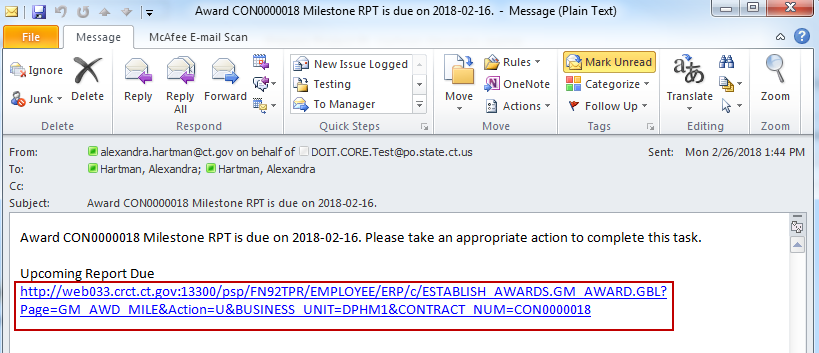 Award CON0000018 Milestone RPT is due on 2018-02-16. - Message (Plain Text)
File Message McAfee E-mail Scan
Ignore
Junk
Delete
Delete
Reply
Reply All
Forward
Respond
New Issue Logged
Testing
To Manager
Quick Steps
Move
Rules
OneNote
Actions
Move
Mark Unread
Categorize
Follow Up
Tags
Translate
Editing
Zoom
Zoom
From: alexandra.hartman@ct.gov on behalf of DOIT.CORE.Test@po.state.ct.us Sent: Mon 2/26/2018 1:44 PM
To: Hartman, Alexandra; Hartman, Alexandra
Cc:
Subject: Award CON0000018 Milestone RPT is due on 2018-02-16.
Award CON0000018 Milestone RPT is due on 2018-02-16. Please take an appropriate action to complete this task.
Upcoming Report Due
http://web033.crct.ct.gov:13300/psp/FN92TPR/EMPLOYEE/ERP/c/ESTABLISH_AWARDS.GM_AWARD.GBL?
Page=GM_AWD_MILE&Action=U&BUSINESS_UNIT=DPHM1&CONTRACT_NUM=CON0000018